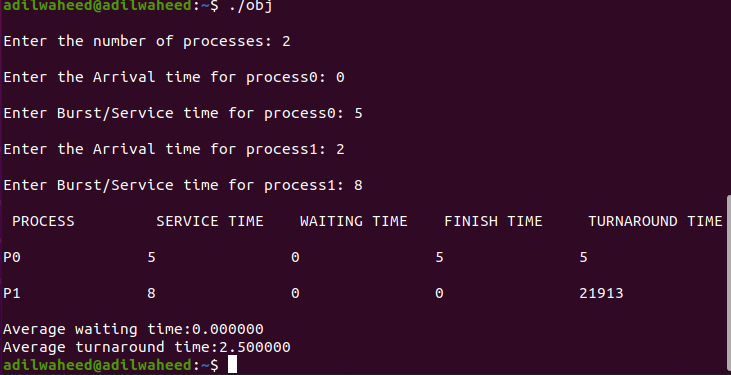 adilwaheed@adilwaheed:~$ ./obj
Enter the number of processes: 2
Enter the Arrival time for process0: 0
Enter Burst/Service time for process0: 5
Enter the Arrival time for process1: 2
Enter Burst/Service time for process1: 8
PROCESS SERVICE TIME WAITING TIME FINISH TIME TURNAROUND TIME
P0 5 0 5 5
P1 8 0 0 21913
Average waiting time:0.000000
Average turnaround time:2.500000
adilwaheed@adilwaheed:~$